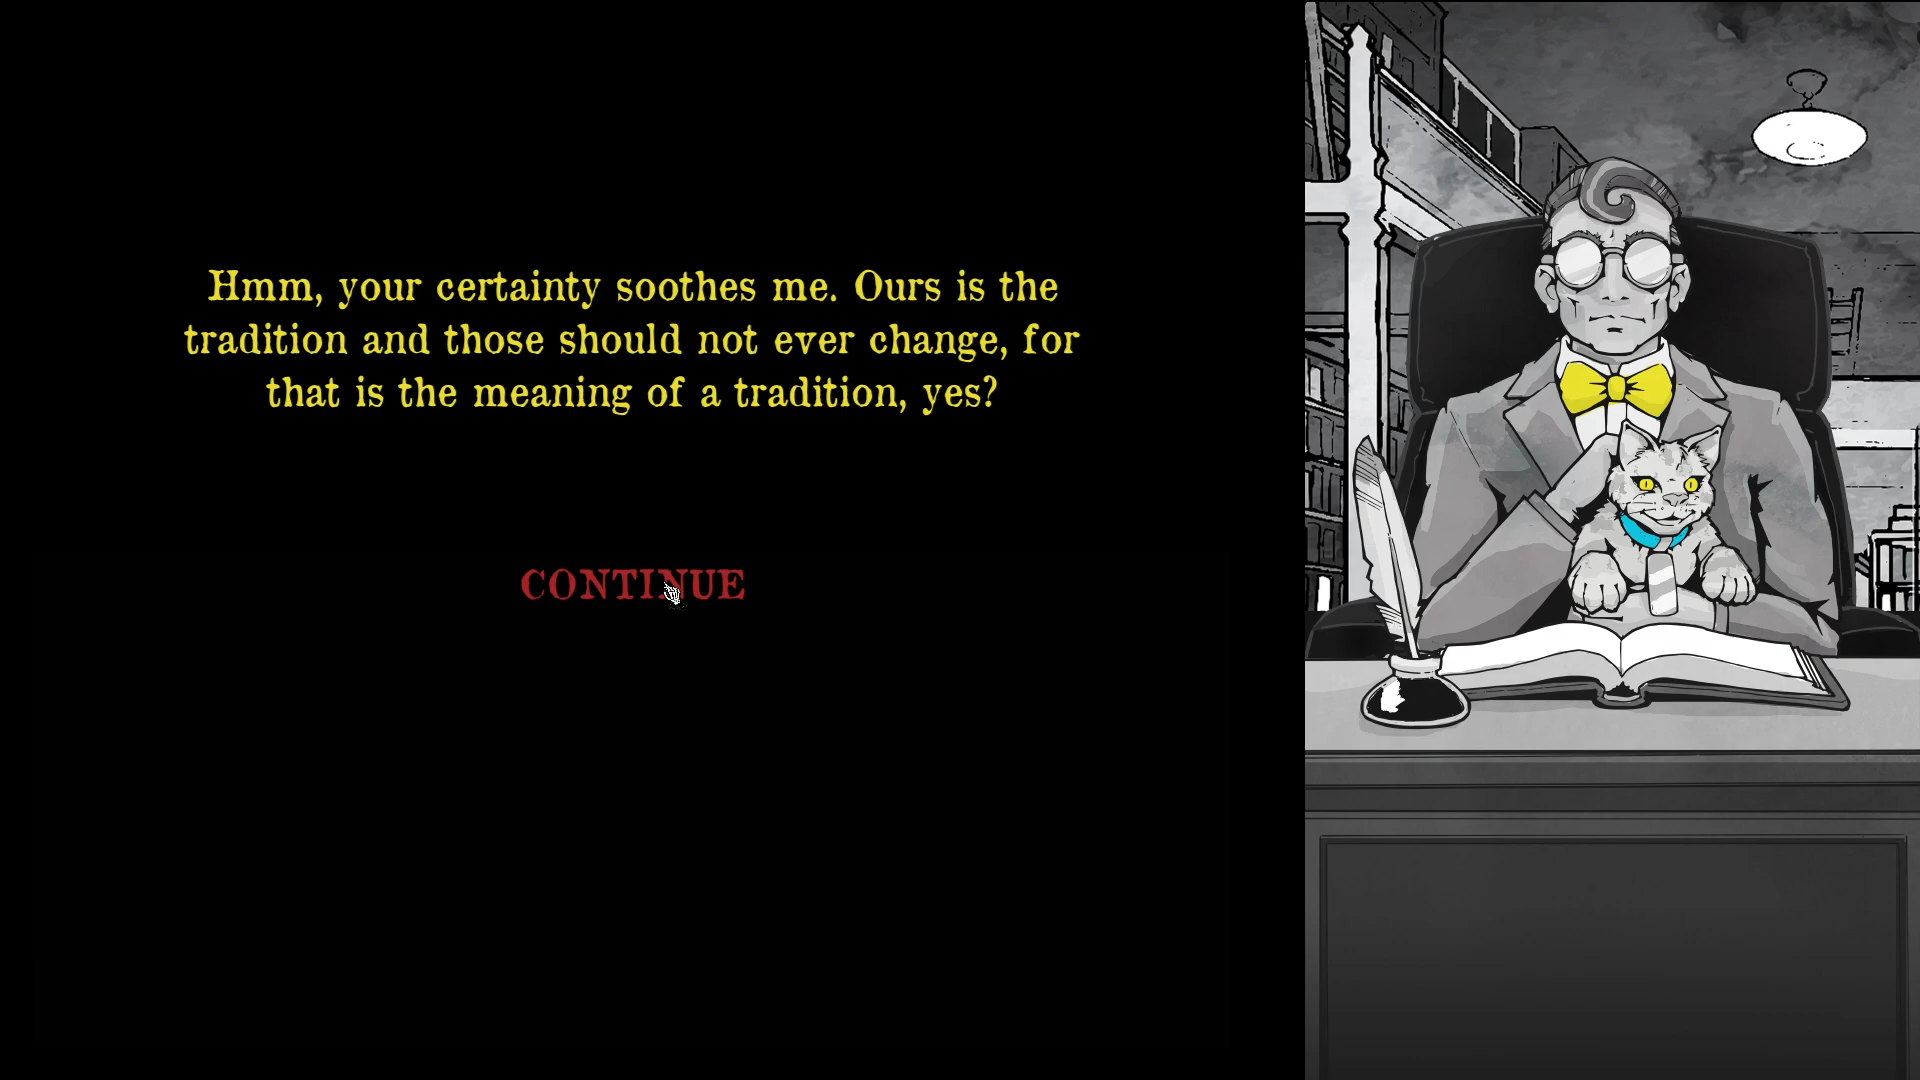 Hmm, your certainty soothes me. Ours is the
tradition and those should not ever change, for
that is the meaning of a tradition, yes?
CONTINUE